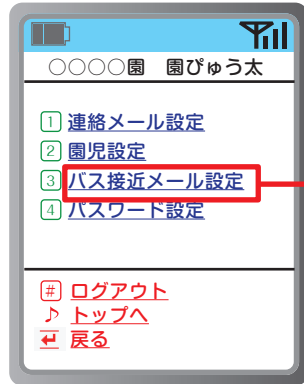 ○○○○園 園ぴゅう太
1 連絡メール設定
2 園児設定
3 バス接近メール設定
4 パスワード設定
# ログアウト
♪ トップへ
戻る